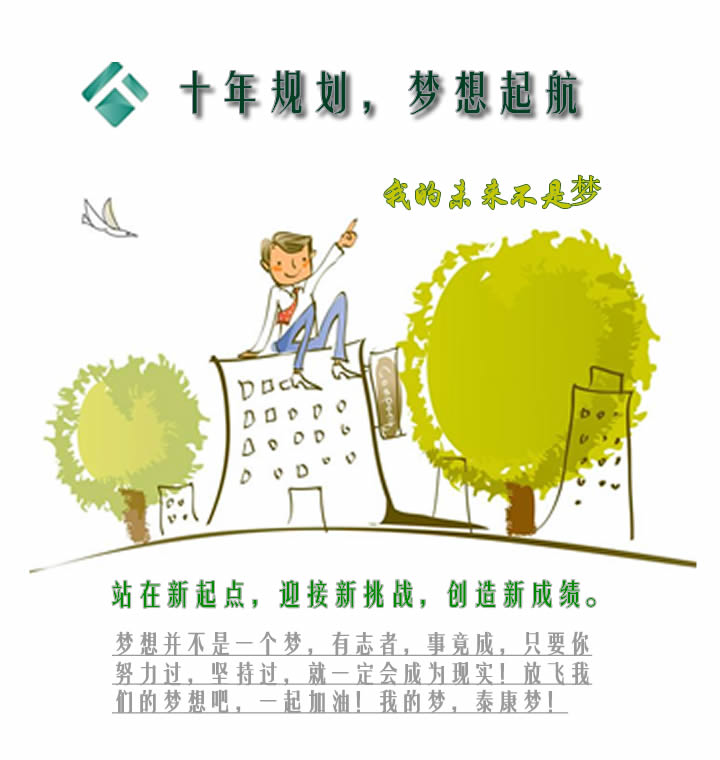 十年规划，梦想起航
我的未来不是梦
Company
站在新起点，迎接新挑战，创造新成绩。
梦想并不是一个梦，有志者，事竟成，只要你
努力过，坚持过，就一定会成为现实！放飞我
们的梦想吧，一起加油！我的梦，泰康梦！